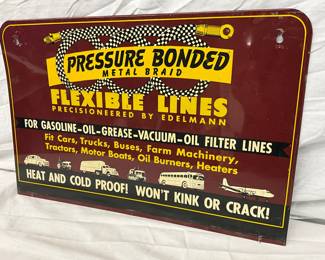 PRESSURE BONDED
METAL BRAID
FLEXIBLE LINES
PRECISIONEERED BY EDELMANN
FOR GASOLINE-OIL-GREASE-VACUUM-OIL FILTER LINES
Fit Cars, Trucks, Buses, Farm Machinery,
Tractors, Motor Boats, Oil Burners, Heaters
HEAT AND COLD PROOF! WON'T KINK OR CRACK!